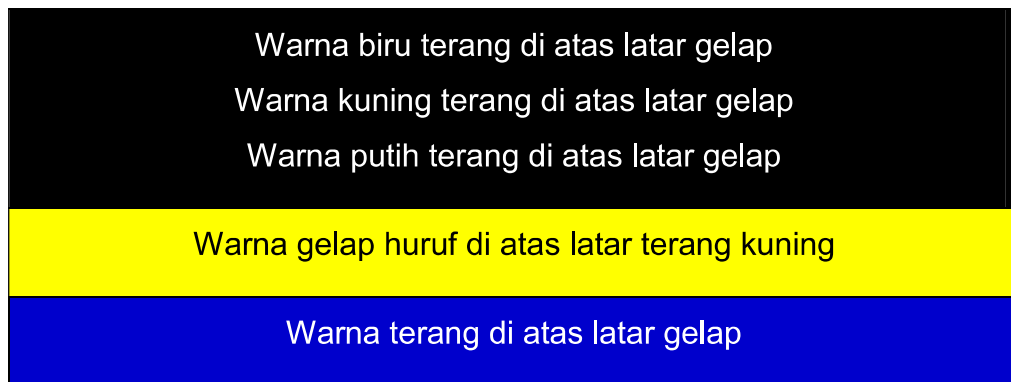 Warna biru terang di atas latar gelap
Warna kuning terang di atas latar gelap
Warna putih terang di atas latar gelap
Warna gelap huruf di atas latar terang kuning
Warna terang di atas latar gelap